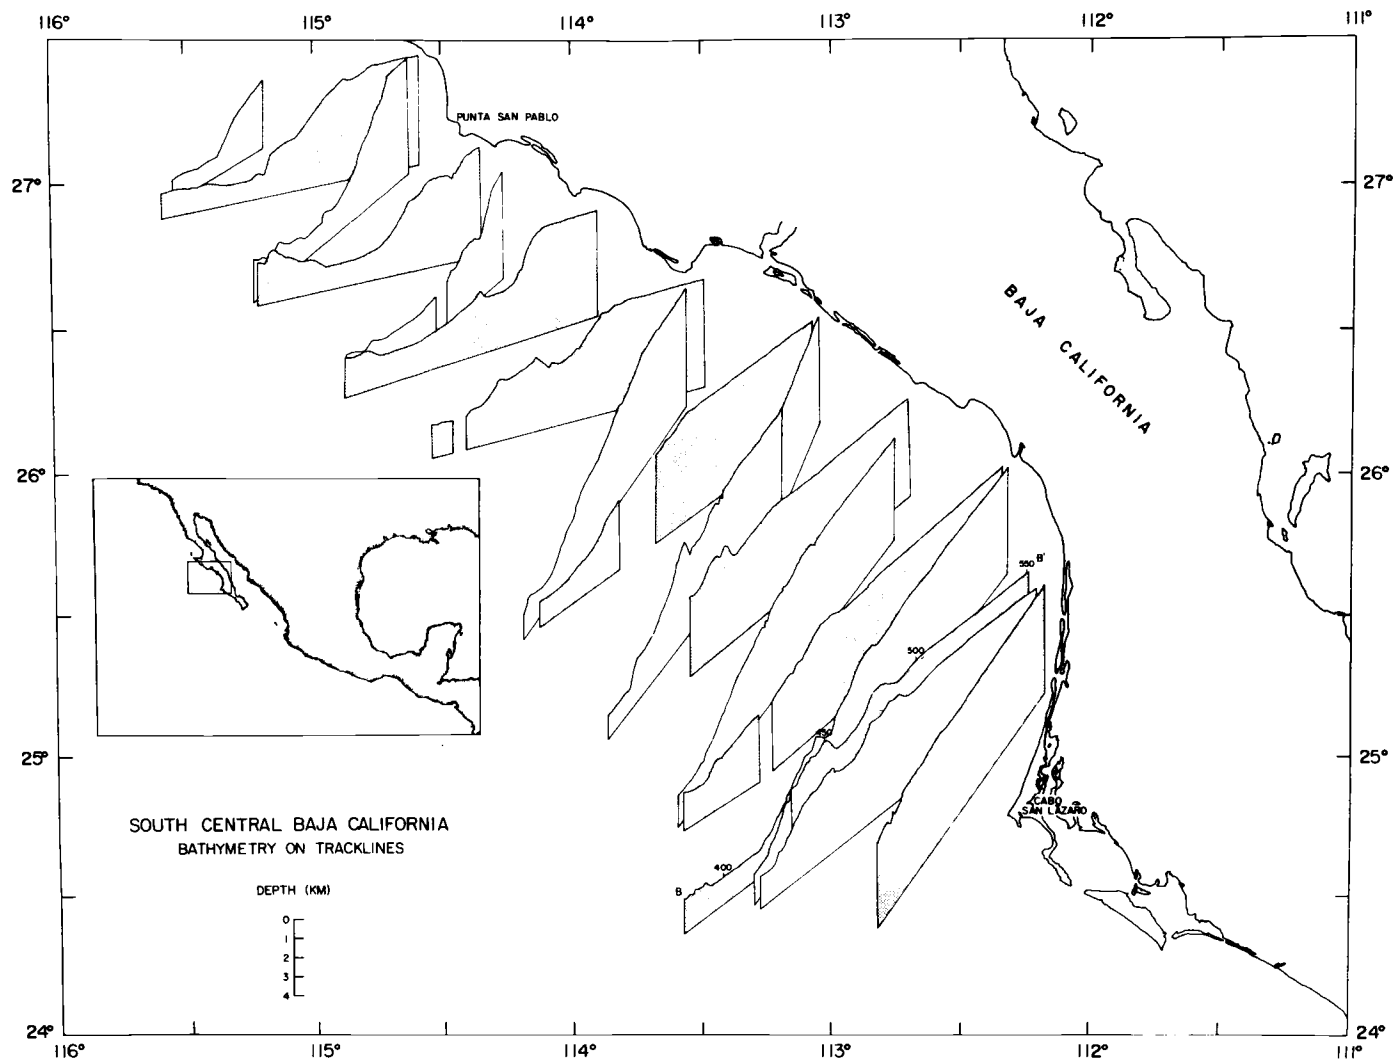 116° 115° 114° 113° 112° 111°
PUNTA SAN PABLO
27° 27°
BAJA CALIFORNIA
D
26° 26°
550 B'
500
450
25° 25°
CABO
SAN LAZARO
SOUTH CENTRAL BAJA CALIFORNIA
BATHYMETRY ON TRACKLINES
400
B
DEPTH (KM)
0
1
2
3
4
24° 24°
116° 115° 114° 113° 112° 111°